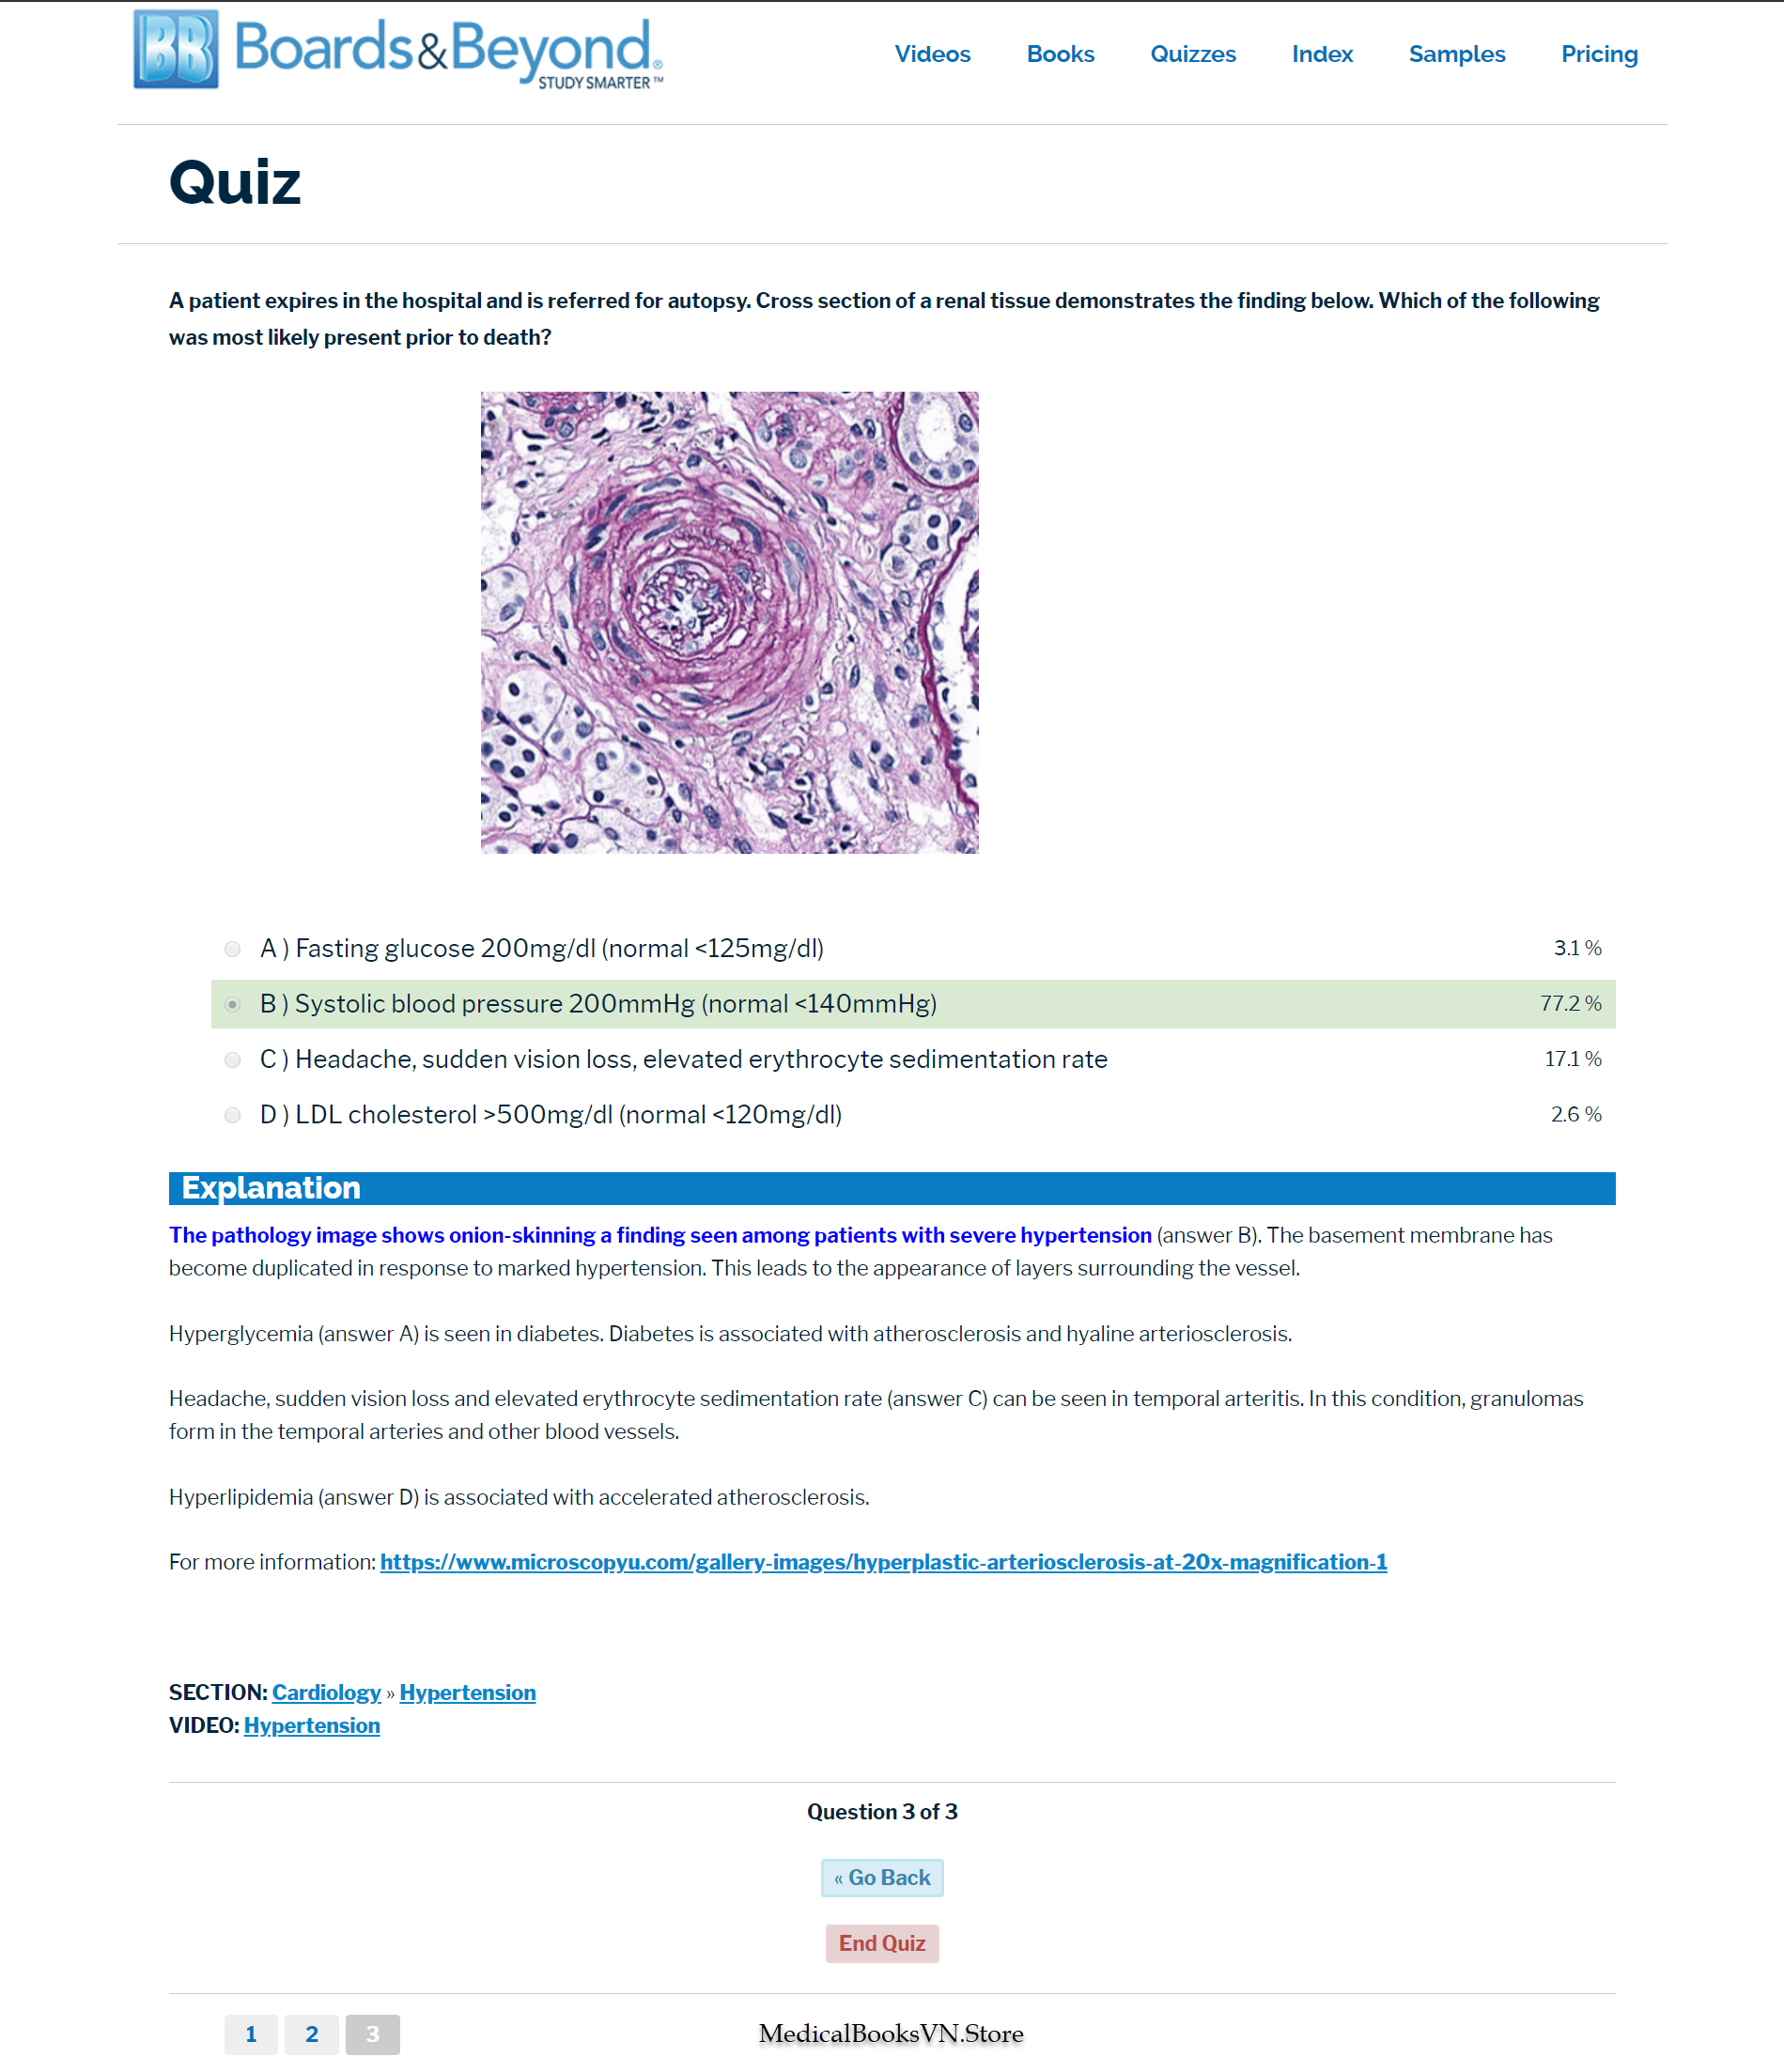 BB Boards&Beyond®
STUDY SMARTER™
Videos Books Quizzes Index Samples Pricing
Quiz
A patient expires in the hospital and is referred for autopsy. Cross section of a renal tissue demonstrates the finding below. Which of the following
was most likely present prior to death?
A ) Fasting glucose 200mg/dl (normal <125mg/dl) 3.1 %
B ) Systolic blood pressure 200mmHg (normal <140mmHg) 77.2 %
C ) Headache, sudden vision loss, elevated erythrocyte sedimentation rate 17.1 %
D ) LDL cholesterol >500mg/dl (normal <120mg/dl) 2.6 %
Explanation
The pathology image shows onion-skinning a finding seen among patients with severe hypertension (answer B). The basement membrane has
become duplicated in response to marked hypertension. This leads to the appearance of layers surrounding the vessel.
Hyperglycemia (answer A) is seen in diabetes. Diabetes is associated with atherosclerosis and hyaline arteriosclerosis.
Headache, sudden vision loss and elevated erythrocyte sedimentation rate (answer C) can be seen in temporal arteritis. In this condition, granulomas
form in the temporal arteries and other blood vessels.
Hyperlipidemia (answer D) is associated with accelerated atherosclerosis.
For more information: https://www.microscopyu.com/gallery-images/hyperplastic-arteriosclerosis-at-20x-magnification-1
SECTION: Cardiology » Hypertension
VIDEO: Hypertension
Question 3 of 3
« Go Back
End Quiz
1 2 3
MedicalBooksVN.Store